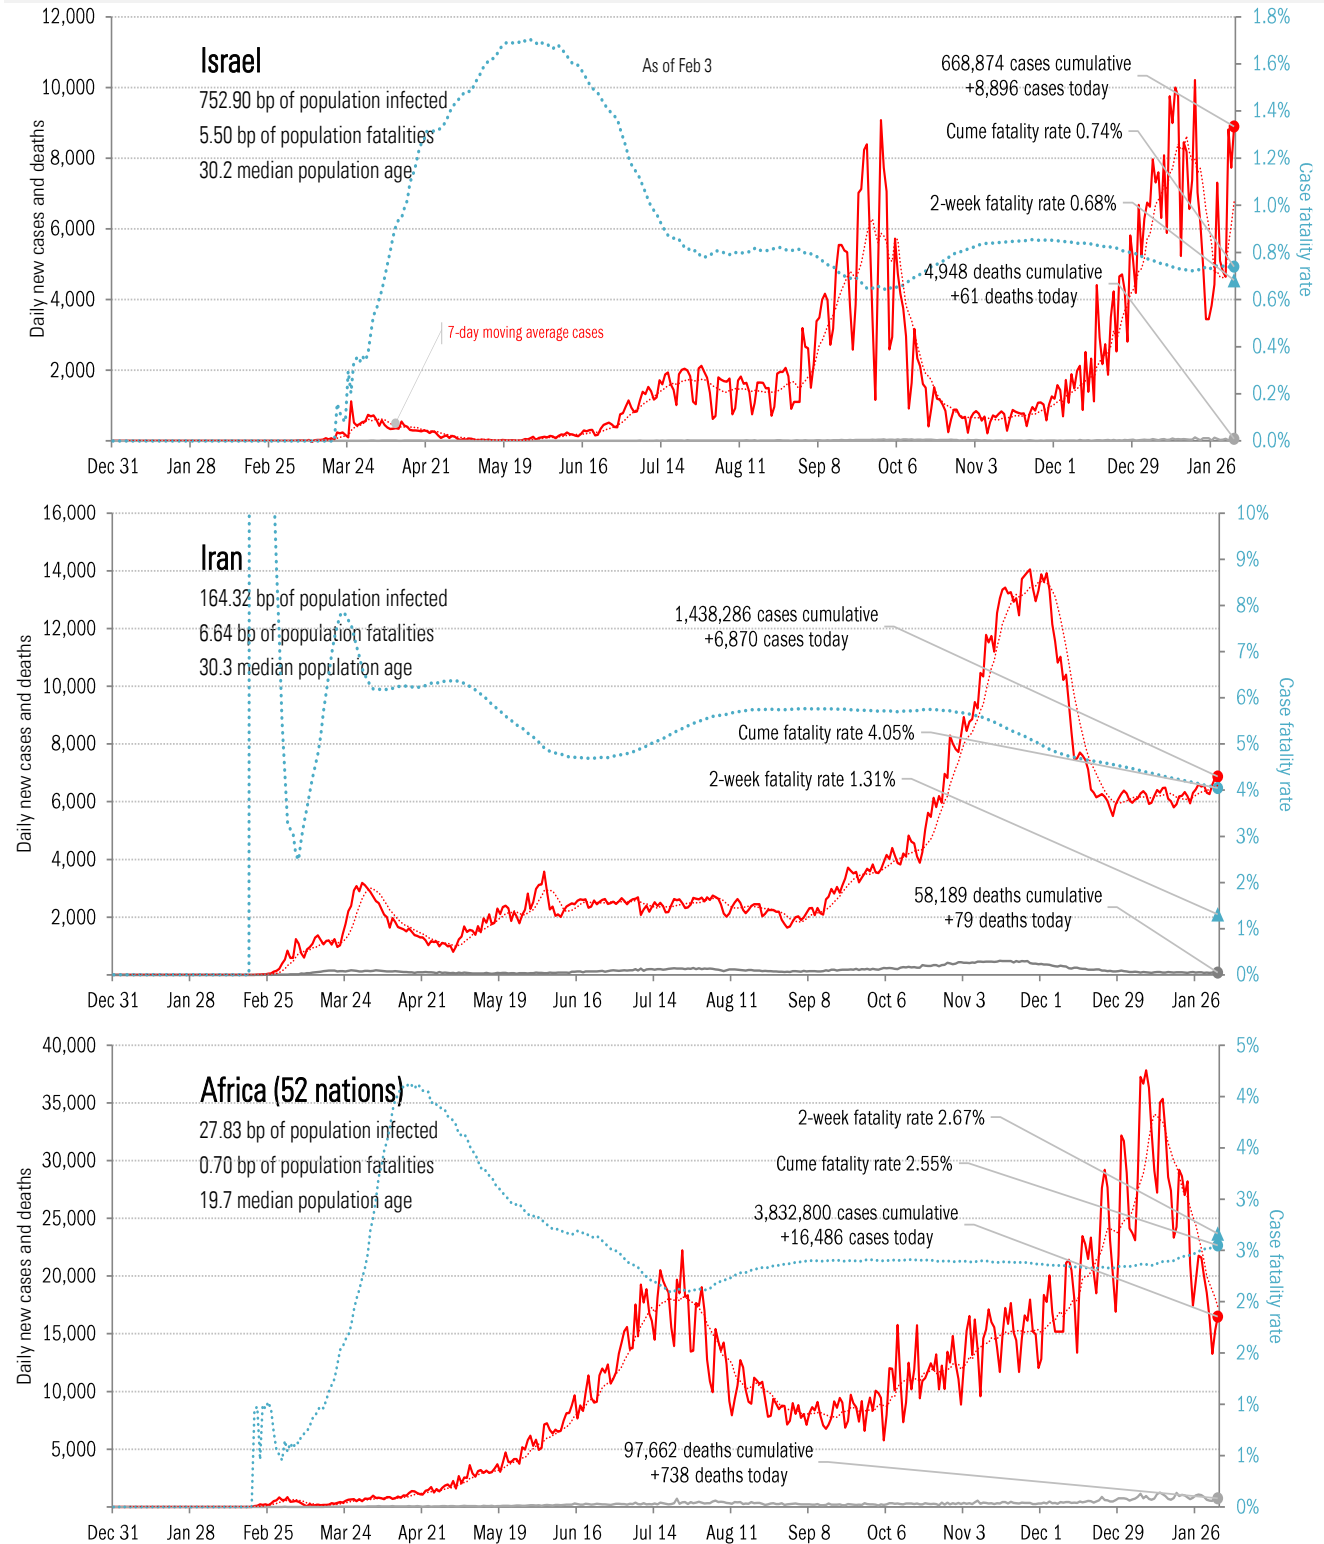 12,000
10,000
8,000
6,000
4,000
2,000
Daily new cases and deaths
Israel
752.90 bp of population infected
5.50 bp of population fatalities
30.2 median population age
As of Feb 3
7-day moving average cases
668,874 cases cumulative
+8,896 cases today
Cume fatality rate 0.74%
2-week fatality rate 0.68%
4,948 deaths cumulative
+61 deaths today
1.8%
1.6%
1.4%
1.2%
1.0%
0.8%
0.6%
0.4%
0.2%
0.0%
Case fatality rate
Dec 31 Jan 28 Feb 25 Mar 24 Apr 21 May 19 Jun 16 Jul 14 Aug 11 Sep 8 Oct 6 Nov 3 Dec 1 Dec 29 Jan 26
16,000
14,000
12,000
10,000
8,000
6,000
4,000
2,000
Daily new cases and deaths
Iran
164.32 bp of population infected
6.64 bp of population fatalities
30.3 median population age
1,438,286 cases cumulative
+6,870 cases today
Cume fatality rate 4.05%
2-week fatality rate 1.31%
58,189 deaths cumulative
+79 deaths today
10%
9%
8%
7%
6%
5%
4%
3%
2%
1%
0%
Case fatality rate
Dec 31 Jan 28 Feb 25 Mar 24 Apr 21 May 19 Jun 16 Jul 14 Aug 11 Sep 8 Oct 6 Nov 3 Dec 1 Dec 29 Jan 26
40,000
35,000
30,000
25,000
20,000
15,000
10,000
5,000
Daily new cases and deaths
Africa (52 nations)
27.83 bp of population infected
0.70 bp of population fatalities
19.7 median population age
2-week fatality rate 2.67%
Cume fatality rate 2.55%
3,832,800 cases cumulative
+16,486 cases today
97,662 deaths cumulative
+738 deaths today
5%
4%
4%
3%
3%
2%
2%
1%
1%
0%
Case fatality rate
Dec 31 Jan 28 Feb 25 Mar 24 Apr 21 May 19 Jun 16 Jul 14 Aug 11 Sep 8 Oct 6 Nov 3 Dec 1 Dec 29 Jan 26